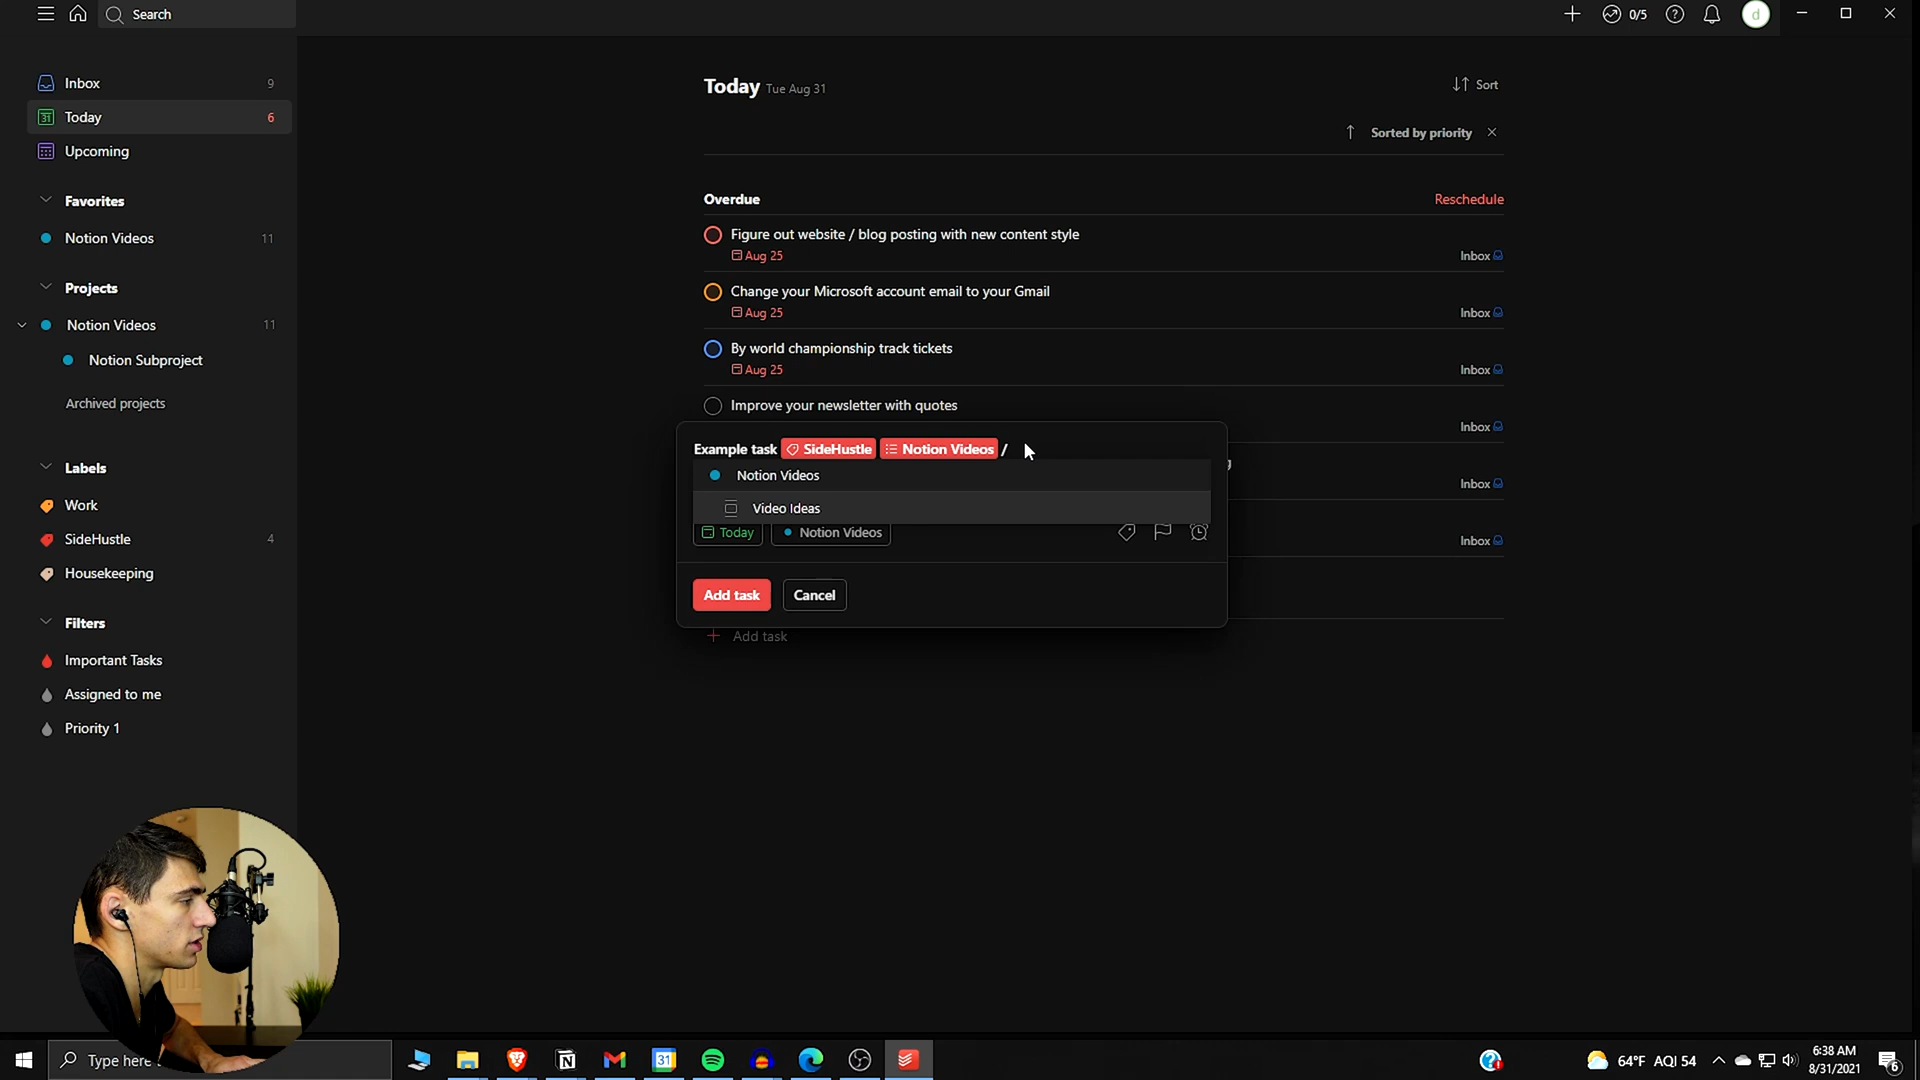 Search
0/5
d
Inbox 9
31 Today 6
Upcoming
Favorites
Notion Videos 11
Projects
Notion Videos 11
Notion Subproject
Archived projects
Labels
Work
SideHustle 4
Housekeeping
Filters
Important Tasks
Assigned to me
Priority 1
Today Tue Aug 31
Sort
Sorted by priority
Overdue Reschedule
Figure out website / blog posting with new content style
Aug 25 Inbox
Change your Microsoft account email to your Gmail
Aug 25 Inbox
By world championship track tickets
Aug 25 Inbox
Improve your newsletter with quotes
Inbox
Example task SideHustle Notion Videos /
Notion Videos
Inbox
Video Ideas
Today Notion Videos
Inbox
Add task Cancel
Add task
Type here
31
64°F AQI 54
6:38 AM
8/31/2021
6